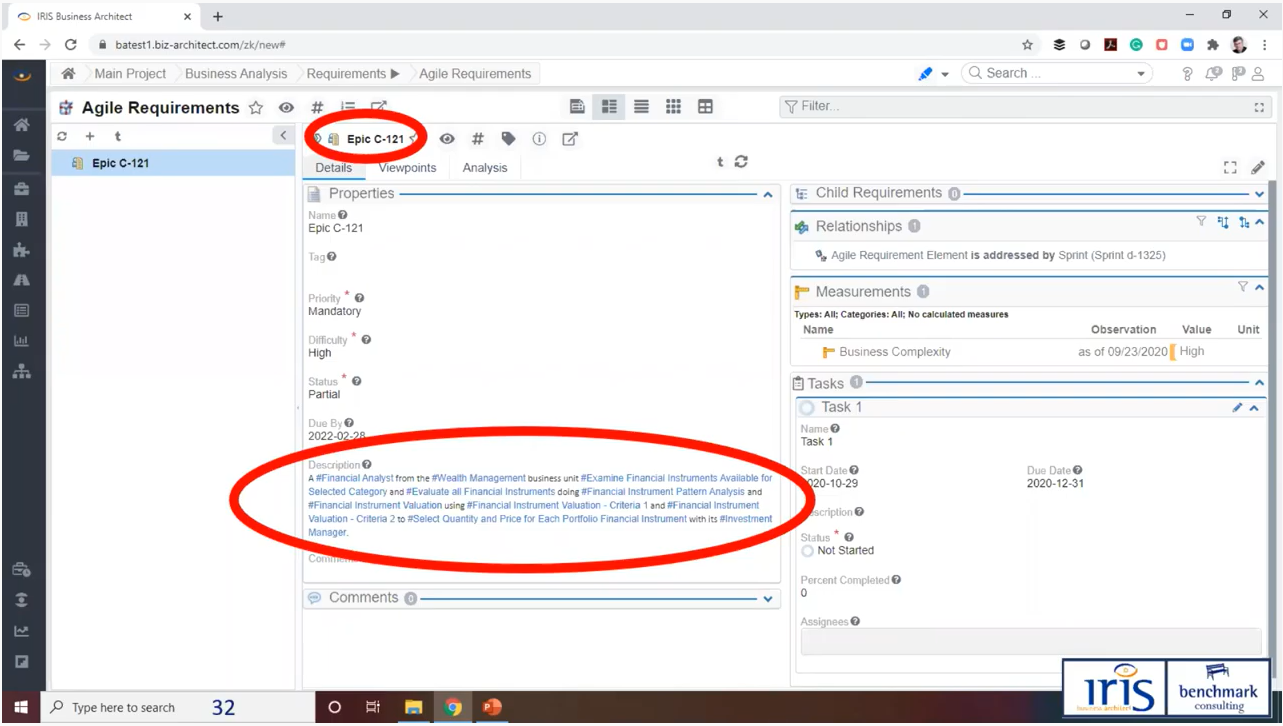 IRIS Business Architect
batest1.biz-architect.com/zk/new#
Main Project
Business Analysis
Requirements
Agile Requirements
Search ...
Agile Requirements
Filter...
Epic C-121
Epic C-121
Details
Viewpoints
Analysis
Properties
Name
Epic C-121
Tag
Priority *
Mandatory
Difficulty *
High
Status *
Partial
Due By
2022-02-28
Description
A #Financial Analyst from the #Wealth Management business unit #Examine Financial Instruments Available for
Selected Category and #Evaluate all Financial Instruments doing #Financial Instrument Pattern Analysis and
#Financial Instrument Valuation using #Financial Instrument Valuation - Criteria 1 and #Financial Instrument
Valuation - Criteria 2 to #Select Quantity and Price for Each Portfolio Financial Instrument with its #Investment
Manager.
Comments 0
Child Requirements 0
Relationships 1
Agile Requirement Element is addressed by Sprint (Sprint d-1325)
Measurements 1
Types: All; Categories: All; No calculated measures
Name Observation Value Unit
Business Complexity as of 09/23/2020 High
Tasks 1
Task 1
Name
Task 1
Start Date Due Date
2020-10-29 2020-12-31
Description
Status *
Not Started
Percent Completed
0
Assignees
iris
business architect
benchmark
consulting
Type here to search
32